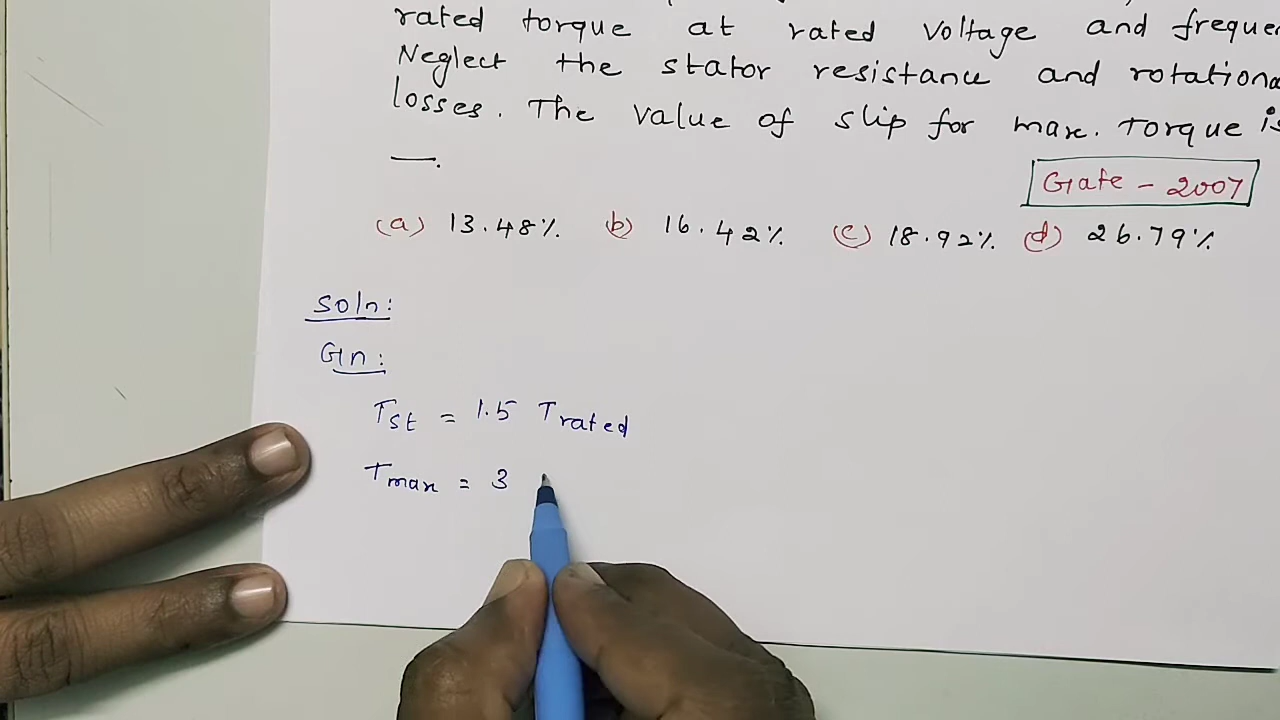 rated torque at rated voltage and frequen
Neglect the stator resistance and rotationa
losses. The value of slip for max. Torque is
—.
Gate - 2007
(a) 13.48% (b) 16.42% (c) 18.92% (d) 26.79%
Soln:
Gn:
Tst = 1.5 Trated
Tmax = 3